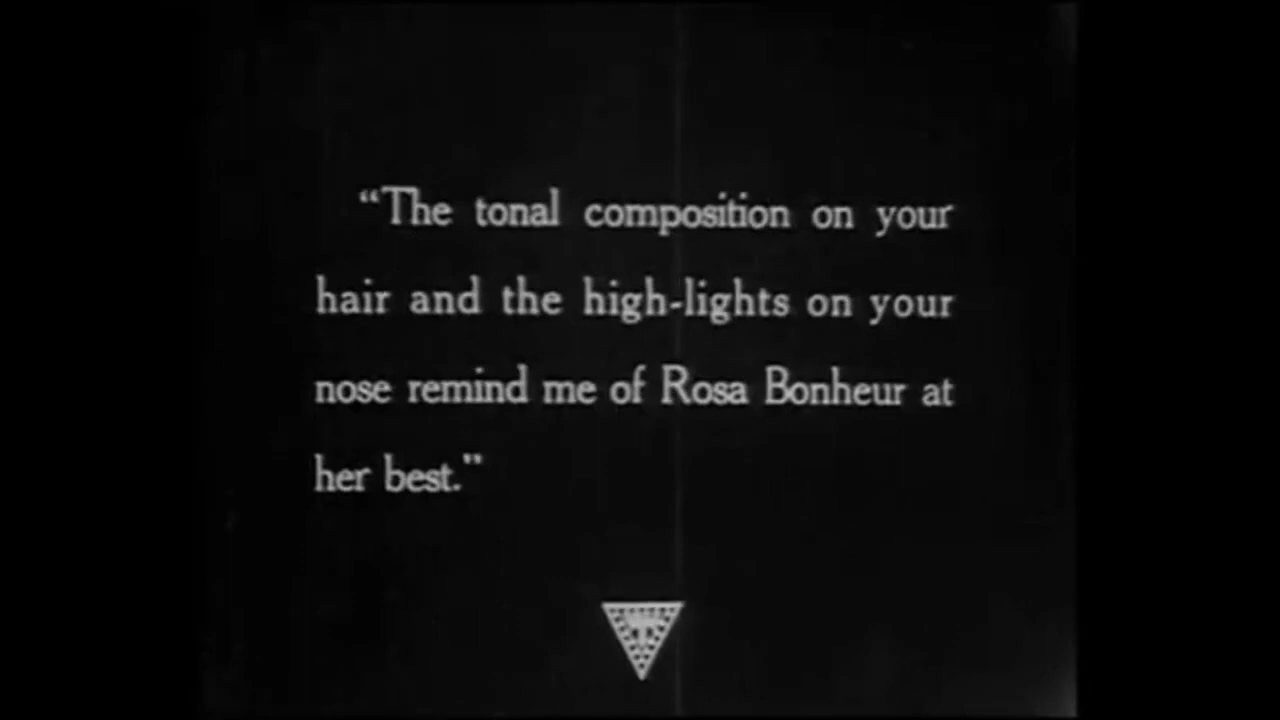 “The tonal composition on your
hair and the high-lights on your
nose remind me of Rosa Bonheur at
her best.”